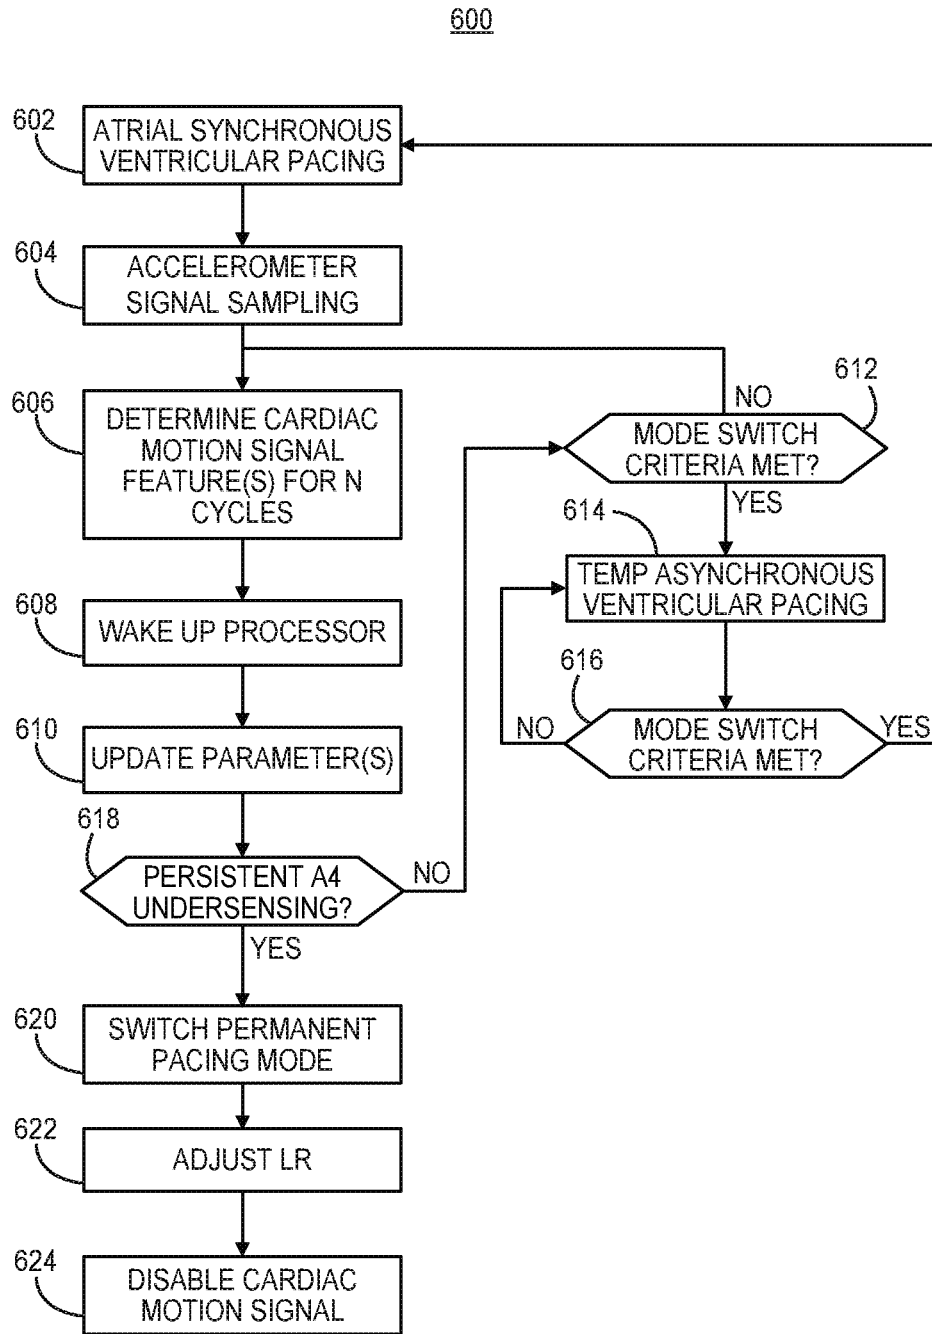 600
602
ATRIAL SYNCHRONOUS
VENTRICULAR PACING
604
ACCELEROMETER
SIGNAL SAMPLING
606
DETERMINE CARDIAC
MOTION SIGNAL
FEATURE(S) FOR N
CYCLES
608
WAKE UP PROCESSOR
610
UPDATE PARAMETER(S)
618
PERSISTENT A4
UNDERSENSING?
NO
YES
612
NO
MODE SWITCH
CRITERIA MET?
YES
614
TEMP ASYNCHRONOUS
VENTRICULAR PACING
616
NO
MODE SWITCH
CRITERIA MET?
YES
620
SWITCH PERMANENT
PACING MODE
622
ADJUST LR
624
DISABLE CARDIAC
MOTION SIGNAL